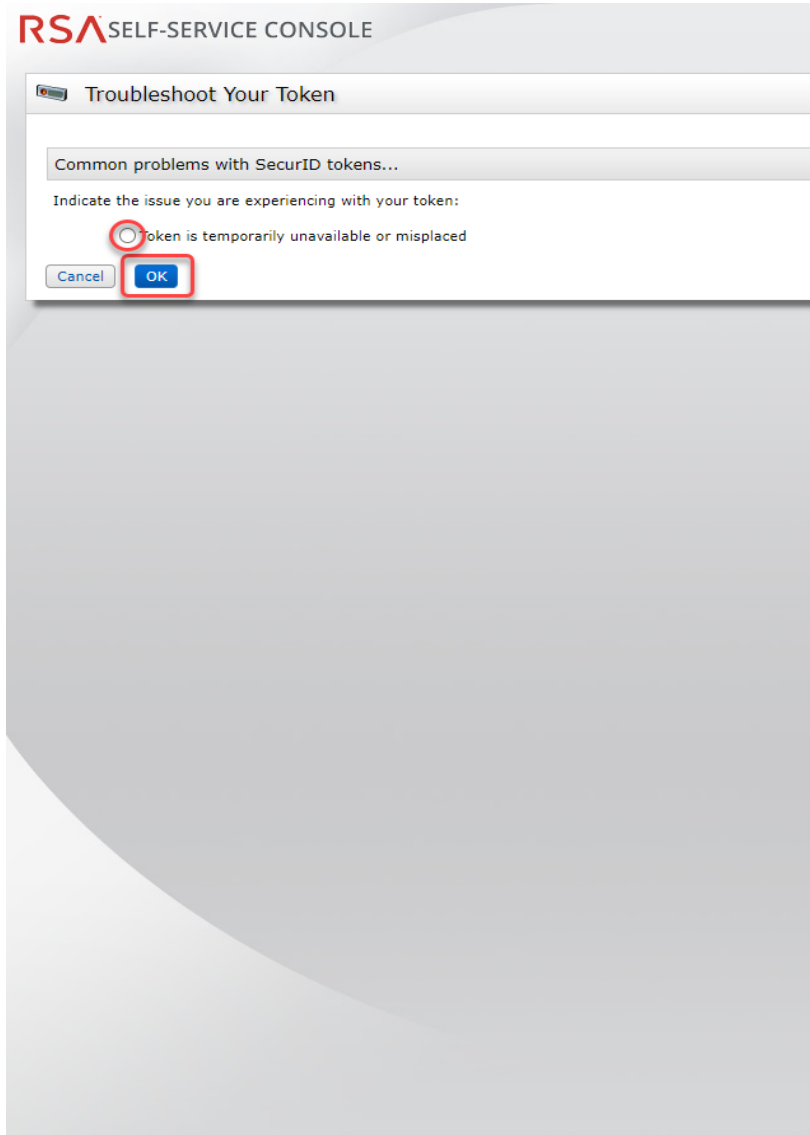 RSA SELF-SERVICE CONSOLE
Troubleshoot Your Token
Common problems with SecurID tokens...
Indicate the issue you are experiencing with your token:
Token is temporarily unavailable or misplaced
Cancel OK